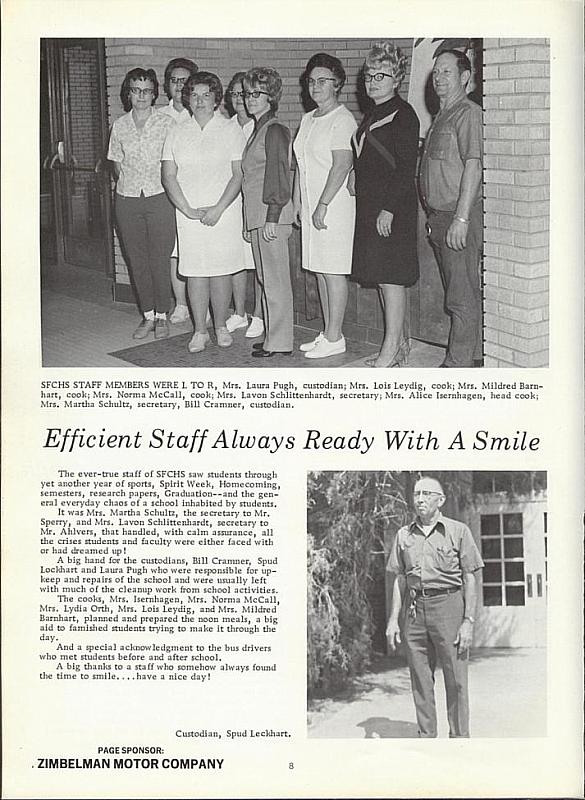 SFCHS STAFF MEMBERS WERE L TO R, Mrs. Laura Pugh, custodian; Mrs. Lois Leydig, cook; Mrs. Mildred Barn-
hart, cook; Mrs. Norma McCall, cook; Mrs. Lavon Schlittenhardt, secretary; Mrs. Alice Isernhagen, head cook;
Mrs. Martha Schultz, secretary, Bill Cramner, custodian.
Efficient Staff Always Ready With A Smile
The ever-true staff of SFCHS saw students through
yet another year of sports, Spirit Week, Homecoming,
semesters, research papers, Graduation--and the gen-
eral everyday chaos of a school inhabited by students.
It was Mrs. Martha Schultz, the secretary to Mr.
Sperry, and Mrs. Lavon Schlittenhardt, secretary to
Mr. Ahlvers, that handled, with calm assurance, all
the crises students and faculty were either faced with
or had dreamed up!
A big hand for the custodians, Bill Cramner, Spud
Lockhart and Laura Pugh who were responsible for up-
keep and repairs of the school and were usually left
with much of the cleanup work from school activities.
The cooks, Mrs. Isernhagen, Mrs. Norma McCall,
Mrs. Lydia Orth, Mrs. Lois Leydig, and Mrs. Mildred
Barnhart, planned and prepared the noon meals, a big
aid to famished students trying to make it through the
day.
And a special acknowledgment to the bus drivers
who met students before and after school.
A big thanks to a staff who somehow always found
the time to smile....have a nice day!
Custodian, Spud Leckhart.
PAGE SPONSOR:
ZIMBELMAN MOTOR COMPANY
8